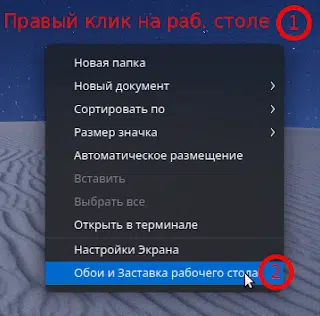 Правый клик на раб. столе 1
Новая папка
Новый документ
Сортировать по
Размер значка
Автоматическое размещение
Вставить
Выбрать все
Открыть в терминале
Настройки Экрана
Обои и Заставка рабочего стола 2